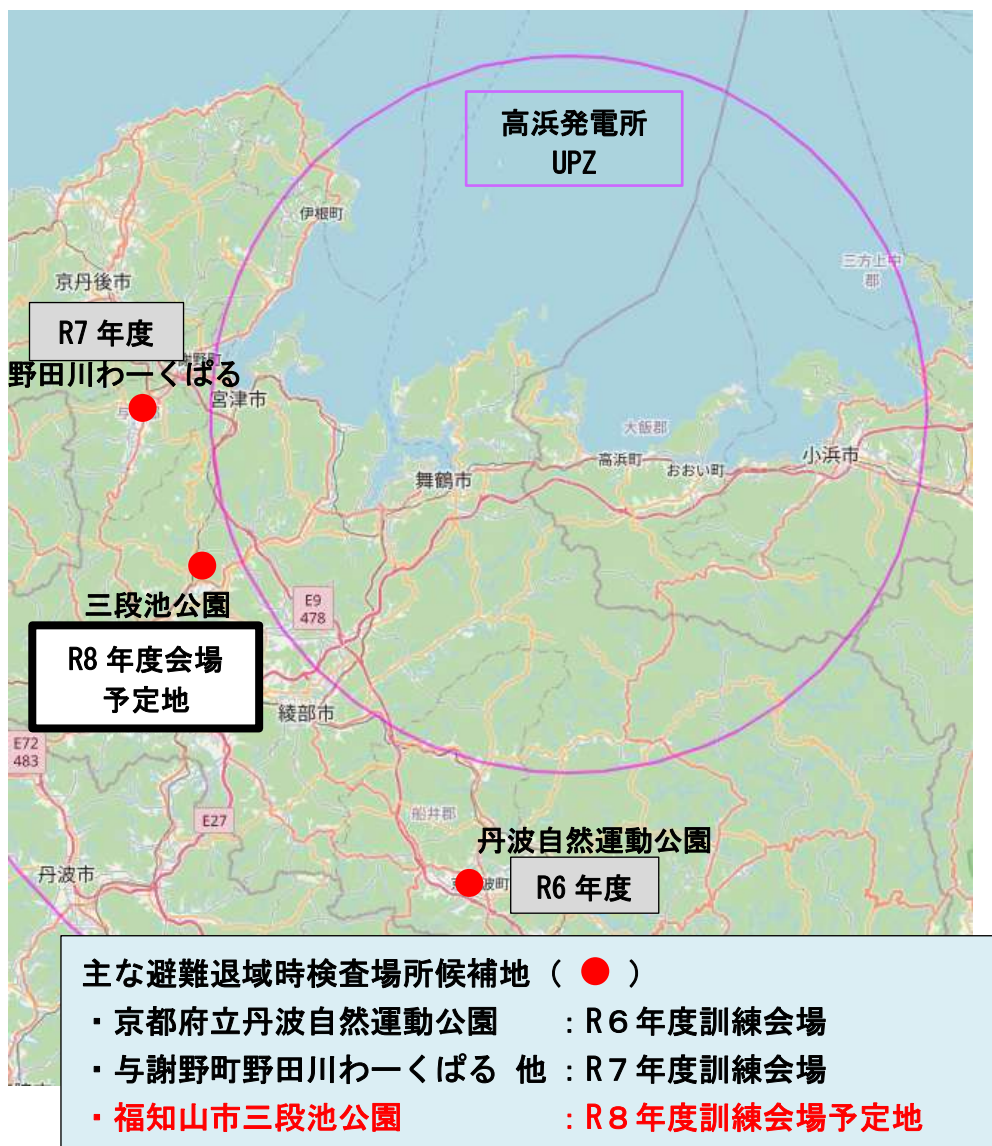 高浜発電所
UPZ
伊根町
三方上中
郡
京丹後市
R7 年度
謝野町
野田川わーくぱる
宮津市
与
大飯郡
高浜町
おおい町
小浜市
舞鶴市
三段池公園
E9
478
R8 年度会場
予定地
綾部市
E72
483
E27
船井郡
丹波自然運動公園
丹波市
波町
R6 年度
主な避難退域時検査場所候補地（ ● ）
・京都府立丹波自然運動公園 ：R６年度訓練会場
・与謝野町野田川わーくぱる 他 ：R７年度訓練会場
・福知山市三段池公園 ：R８年度訓練会場予定地